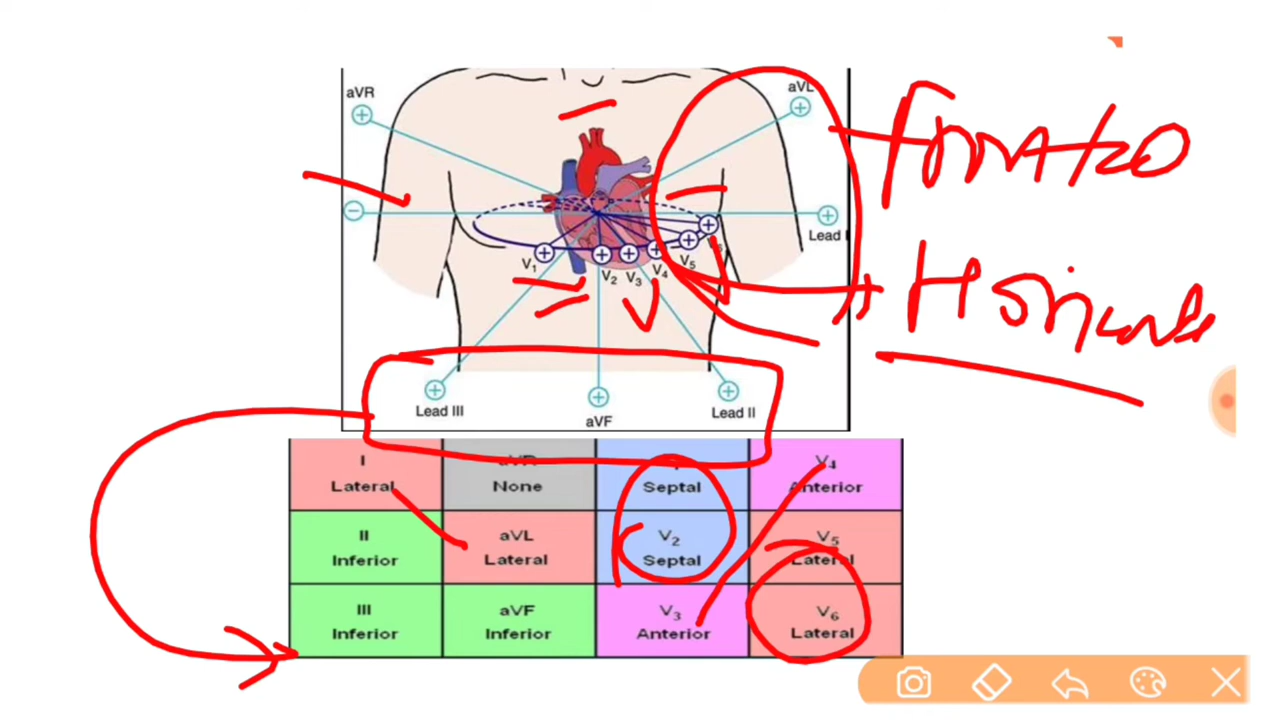 aVR
aVL
Lead I
V1
V2
V3
V4
V5
Lead III
aVF
Lead II
I
Lateral
aVR
None
Septal
V4
Anterior
II
Inferior
aVL
Lateral
V2
Septal
V5
Lateral
III
Inferior
aVF
Inferior
V3
Anterior
V6
Lateral